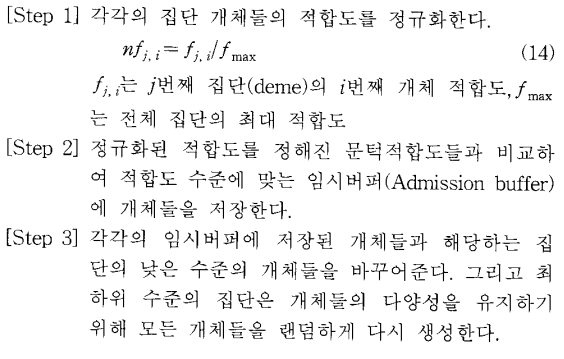 [Step 1] 각각의 집단 개체들의 적합도를 정규화한다.
nf_{j, i} = f_{j, i}/f_{max} (14)
f_{j, i}는 j번째 집단(deme)의 i번째 개체 적합도, f_{max}
는 전체 집단의 최대 적합도
[Step 2] 정규화된 적합도를 정해진 문턱적합도들과 비교하
여 적합도 수준에 맞는 임시버퍼(Admission buffer)
에 개체들을 저장한다.
[Step 3] 각각의 임시버퍼에 저장된 개체들과 해당하는 집
단의 낮은 수준의 개체들을 바꾸어준다. 그리고 최
하위 수준의 집단은 개체들의 다양성을 유지하기
위해 모든 개체들을 랜덤하게 다시 생성한다.